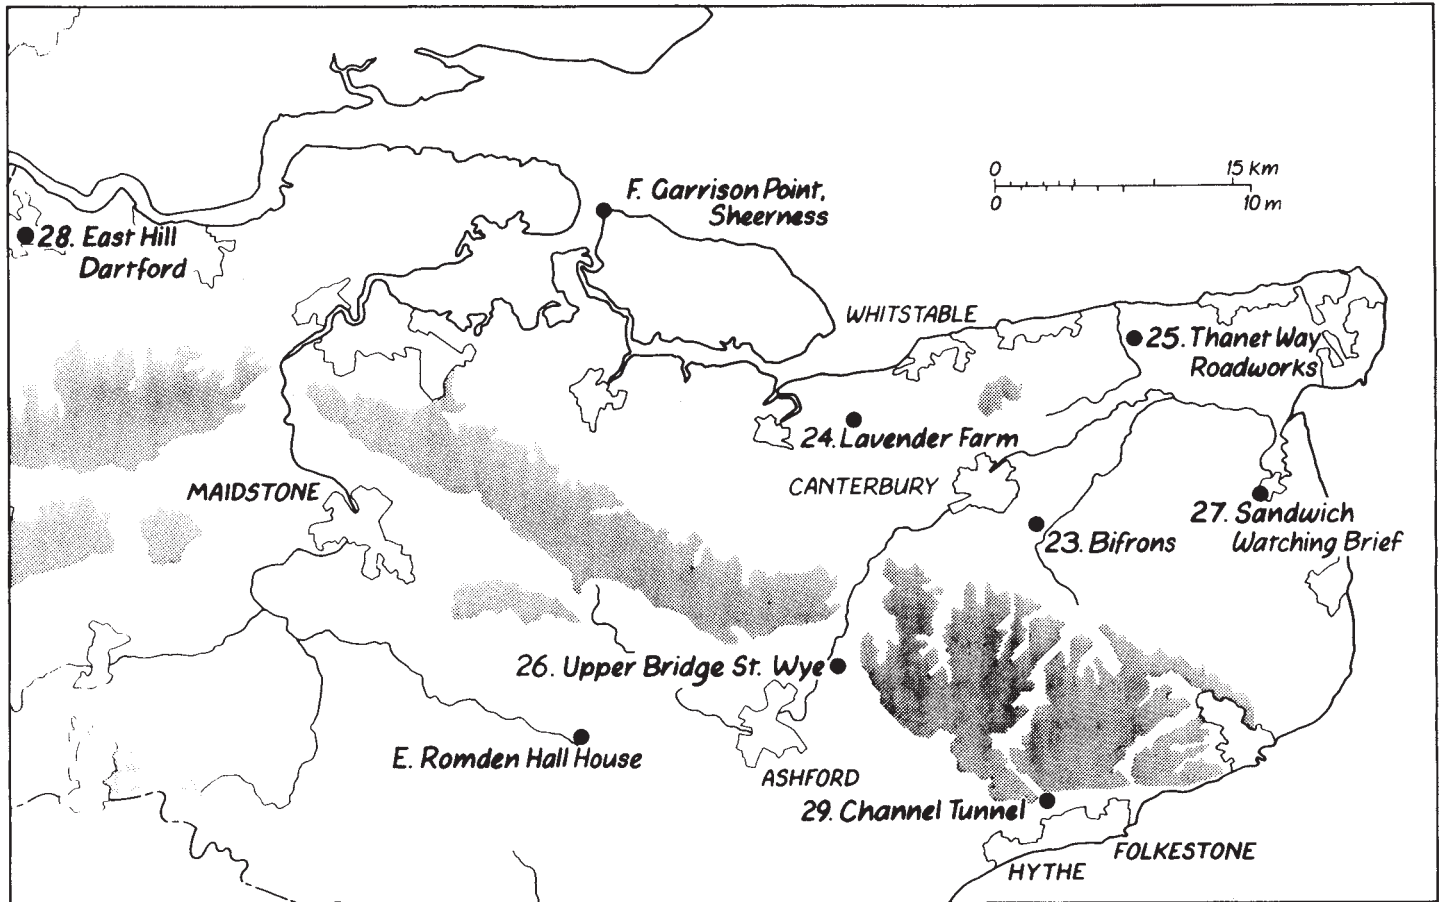 0 15 Km
0 10 m
F. Garrison Point,
Sheerness
28. East Hill
Dartford
WHITSTABLE
25. Thanet Way
Roadworks
24. Lavender Farm
CANTERBURY
MAIDSTONE
27. Sandwich
Watching Brief
23. Bifrons
26. Upper Bridge St. Wye
E. Romden Hall House
ASHFORD
29. Channel Tunnel
FOLKESTONE
HYTHE